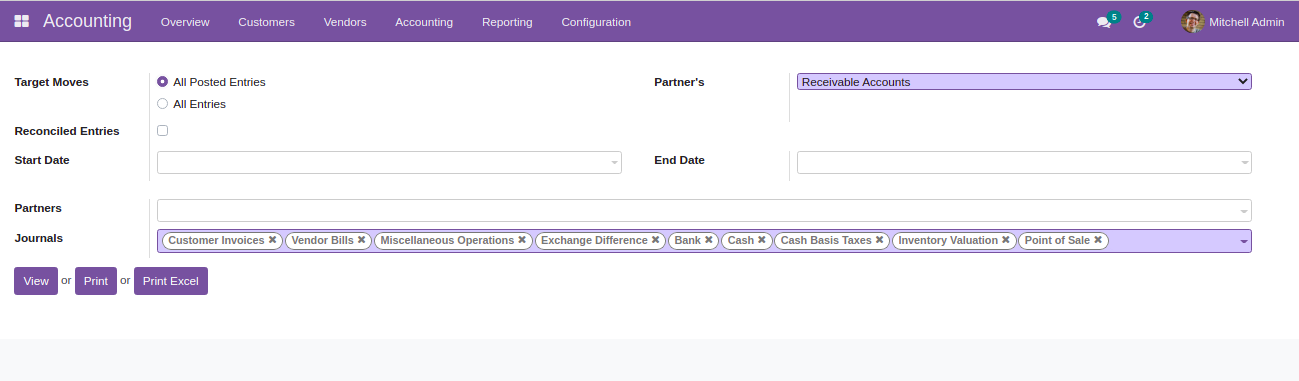 Accounting Overview Customers Vendors Accounting Reporting Configuration 5 2 Mitchell Admin
Target Moves All Posted Entries Partner's Receivable Accounts
All Entries
Reconciled Entries
Start Date End Date
Partners
Journals Customer Invoices ✖ Vendor Bills ✖ Miscellaneous Operations ✖ Exchange Difference ✖ Bank ✖ Cash ✖ Cash Basis Taxes ✖ Inventory Valuation ✖ Point of Sale ✖
View or Print or Print Excel